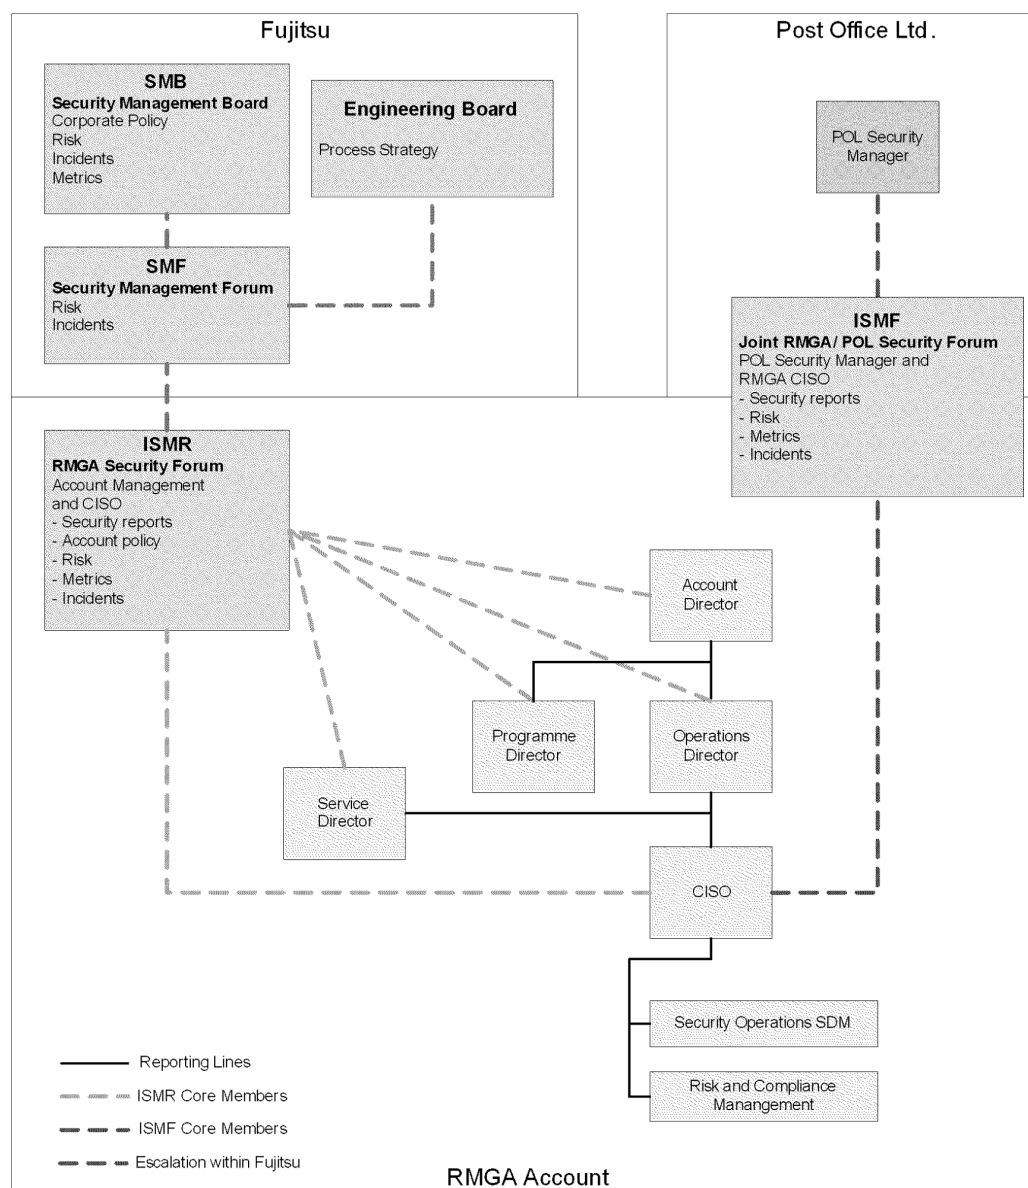 Fujitsu
Post Office Ltd.
SMB
Security Management Board
Corporate Policy
Risk
Incidents
Metrics
Engineering Board
Process Strategy
POL Security
Manager
SMF
Security Management Forum
Risk
Incidents
ISMF
Joint RMGA/ POL Security Forum
POL Security Manager and
RMGA CISO
- Security reports
- Risk
- Metrics
- Incidents
ISMR
RMGA Security Forum
Account Management
and CISO
- Security reports
- Account policy
- Risk
- Metrics
- Incidents
Account
Director
Programme
Director
Operations
Director
Service
Director
CISO
Security Operations SDM
Risk and Compliance
Manangement
Reporting Lines
ISMR Core Members
ISMF Core Members
Escalation within Fujitsu
RMGA Account